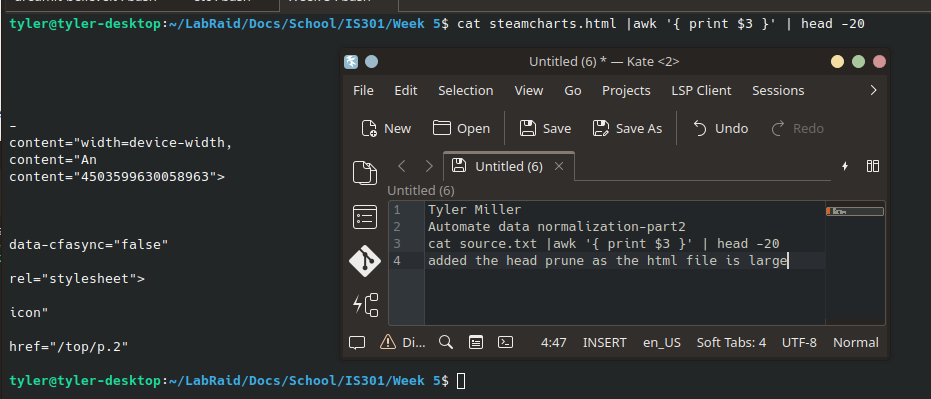 tyler@tyler-desktop:~/LabRaid/Docs/School/IS301/Week 5$ cat steamcharts.html |awk '{ print $3 }' | head -20
–
content="width=device-width,
content="An
content="4503599630058963">
data-cfasync="false"
rel="stylesheet">
icon"
href="/top/p.2"
tyler@tyler-desktop:~/LabRaid/Docs/School/IS301/Week 5$
Untitled (6) * — Kate <2>
File Edit Selection View Go Projects LSP Client Sessions
New Open Save Save As Undo Redo
Untitled (6)
Untitled (6)
1 Tyler Miller
2 Automate data normalization-part2
3 cat source.txt |awk '{ print $3 }' | head -20
4 added the head prune as the html file is large
Di... 4:47 INSERT en_US Soft Tabs: 4 UTF-8 Normal